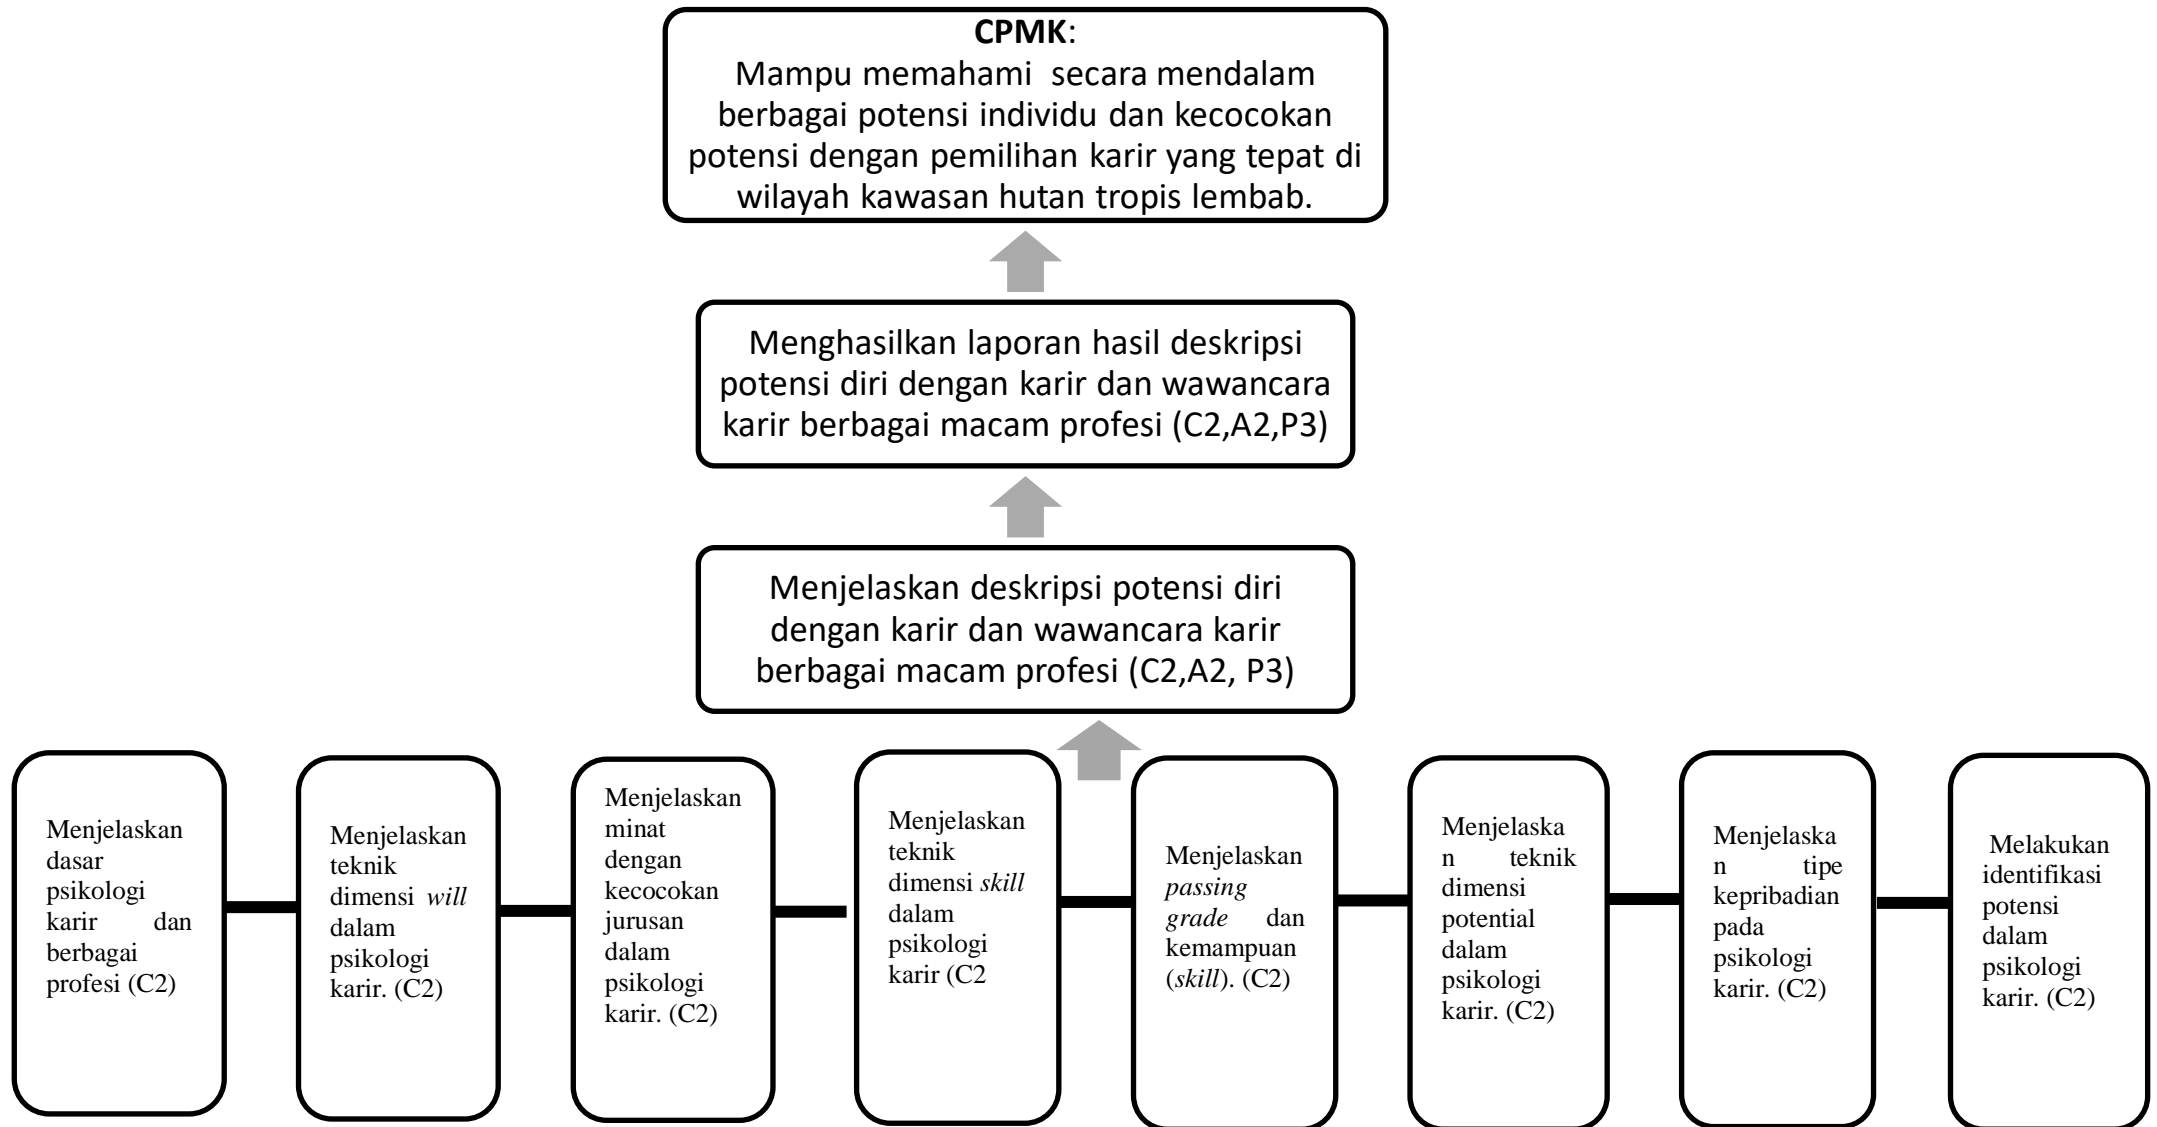 CPMK:
Mampu memahami secara mendalam
berbagai potensi individu dan kecocokan
potensi dengan pemilihan karir yang tepat di
wilayah kawasan hutan tropis lembab.
Menghasilkan laporan hasil deskripsi
potensi diri dengan karir dan wawancara
karir berbagai macam profesi (C2,A2,P3)
Menjelaskan deskripsi potensi diri
dengan karir dan wawancara karir
berbagai macam profesi (C2,A2, P3)
Menjelaskan
dasar
psikologi
karir dan
berbagai
profesi (C2)
Menjelaskan
teknik
dimensi will
dalam
psikologi
karir. (C2)
Menjelaskan
minat
dengan
kecocokan
jurusan
dalam
psikologi
karir. (C2)
Menjelaskan
teknik
dimensi skill
dalam
psikologi
karir (C2
Menjelaskan
passing
grade dan
kemampuan
(skill). (C2)
Menjelaska
n teknik
dimensi
potential
dalam
psikologi
karir. (C2)
Menjelaska
n tipe
kepribadian
pada
psikologi
karir. (C2)
Melakukan
identifikasi
potensi
dalam
psikologi
karir. (C2)